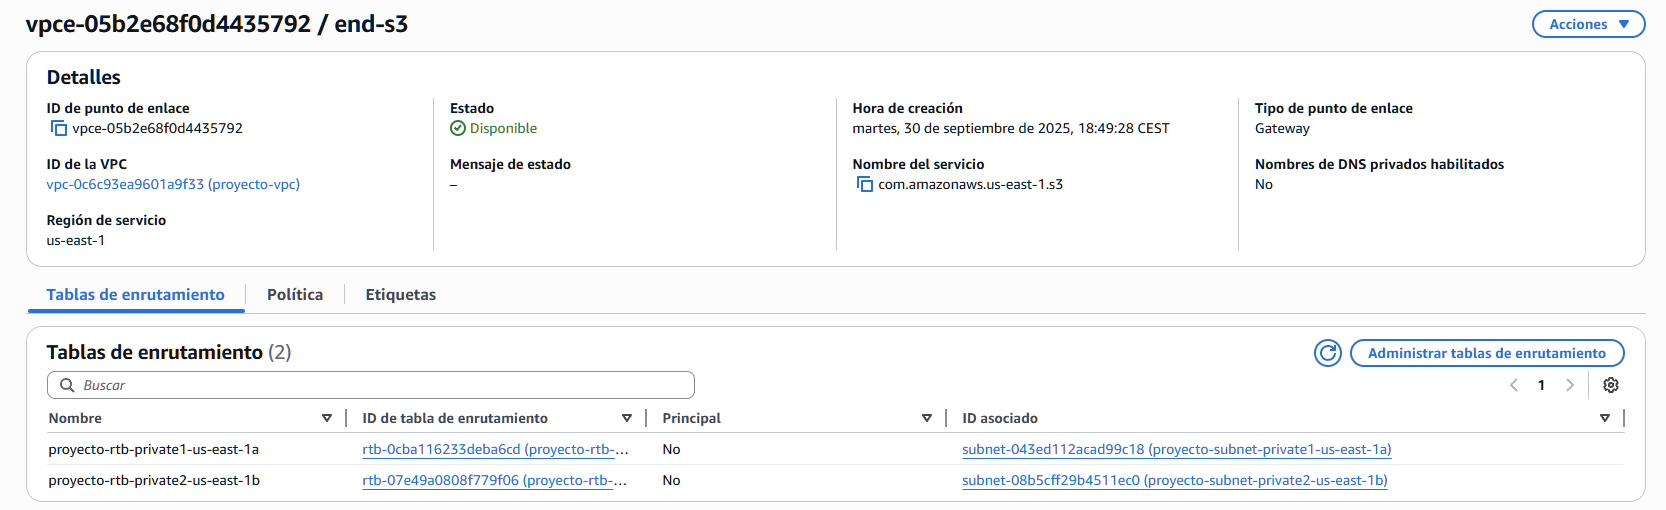 vpce-05b2e68f0d4435792 / end-s3
Acciones
Detalles
ID de punto de enlace
vpce-05b2e68f0d4435792
Estado
Disponible
Hora de creación
martes, 30 de septiembre de 2025, 18:49:28 CEST
Tipo de punto de enlace
Gateway
ID de la VPC
vpc-0c6c93ea9601a9f33 (proyecto-vpc)
Mensaje de estado
–
Nombre del servicio
com.amazonaws.us-east-1.s3
Nombres de DNS privados habilitados
No
Región de servicio
us-east-1
Tablas de enrutamiento
Política
Etiquetas
Tablas de enrutamiento (2)
Administrar tablas de enrutamiento
Buscar
1
Nombre ID de tabla de enrutamiento Principal ID asociado
proyecto-rtb-private1-us-east-1a rtb-0cba116233deba6cd (proyecto-rtb-... No subnet-043ed112acad99c18 (proyecto-subnet-private1-us-east-1a)
proyecto-rtb-private2-us-east-1b rtb-07e49a0808f779f06 (proyecto-rtb-... No subnet-08b5cff29b4511ec0 (proyecto-subnet-private2-us-east-1b)